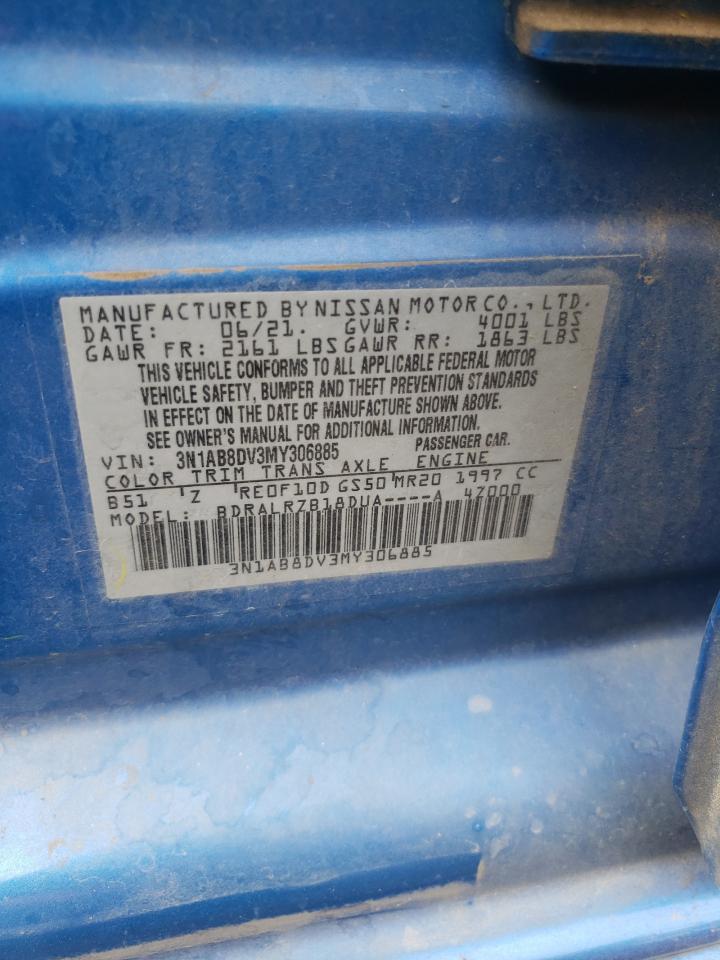 MANUFACTURED BY NISSAN MOTOR CO., LTD.
DATE: 06/21. GVWR: 4001 LBS
GAWR FR: 2161 LBS GAWR RR: 1863 LBS
THIS VEHICLE CONFORMS TO ALL APPLICABLE FEDERAL MOTOR
VEHICLE SAFETY, BUMPER AND THEFT PREVENTION STANDARDS
IN EFFECT ON THE DATE OF MANUFACTURE SHOWN ABOVE.
SEE OWNER'S MANUAL FOR ADDITIONAL INFORMATION.
VIN: 3N1AB8DV3MY306885 PASSENGER CAR.
COLOR TRIM TRANS AXLE ENGINE
B51 Z RE0F10D GS50 MR20 1997 CC
MODEL: BDRALRZB18DUA----A 47000
3N1AB8DV3MY306885